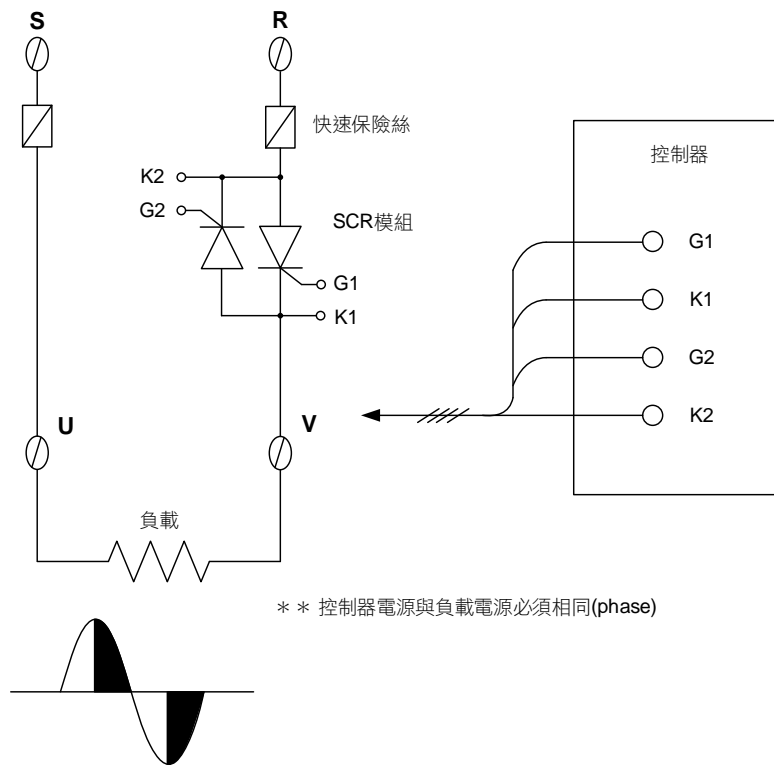 S
R
快速保險絲
控制器
K2
G2
SCR模組
G1
K1
G1
K1
G2
K2
U
V
負載
＊＊ 控制器電源與負載電源必須相同(phase)